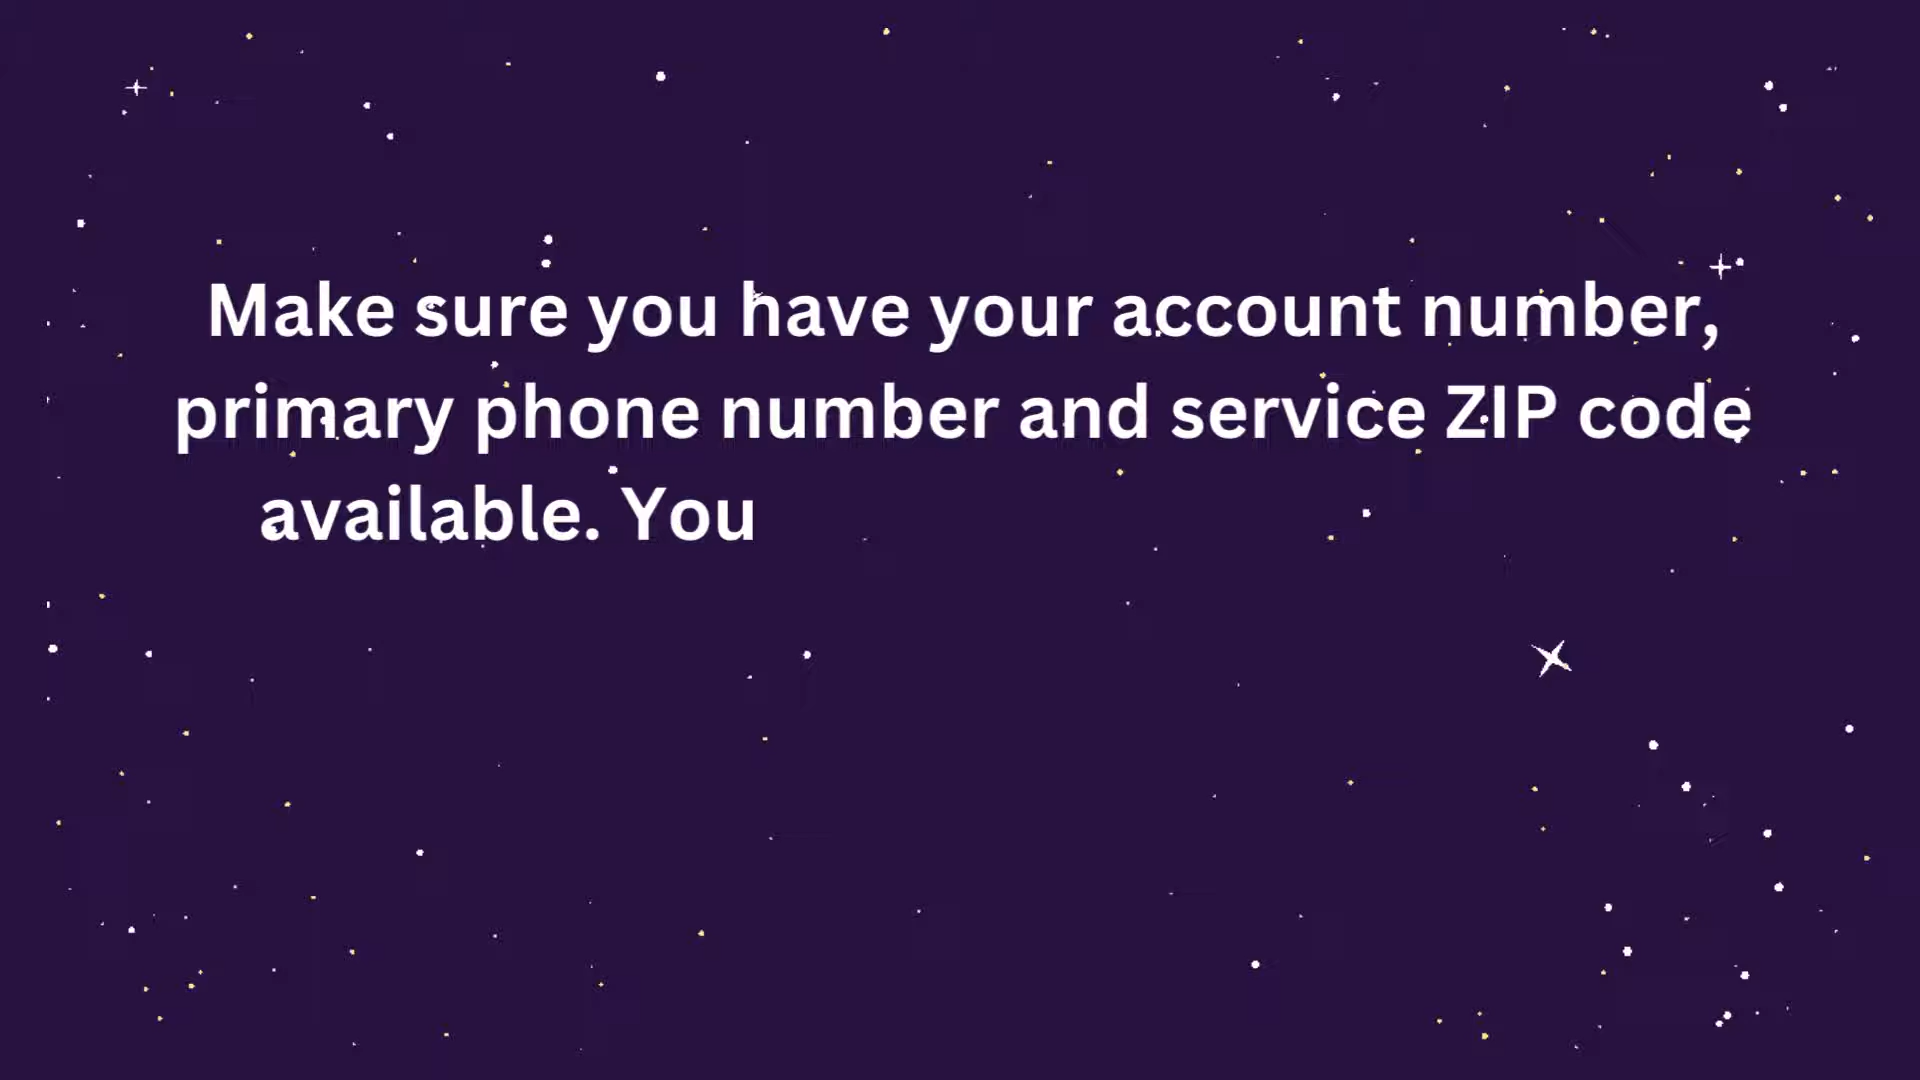 Make sure you have your account number,
primary phone number and service ZIP code
available. You